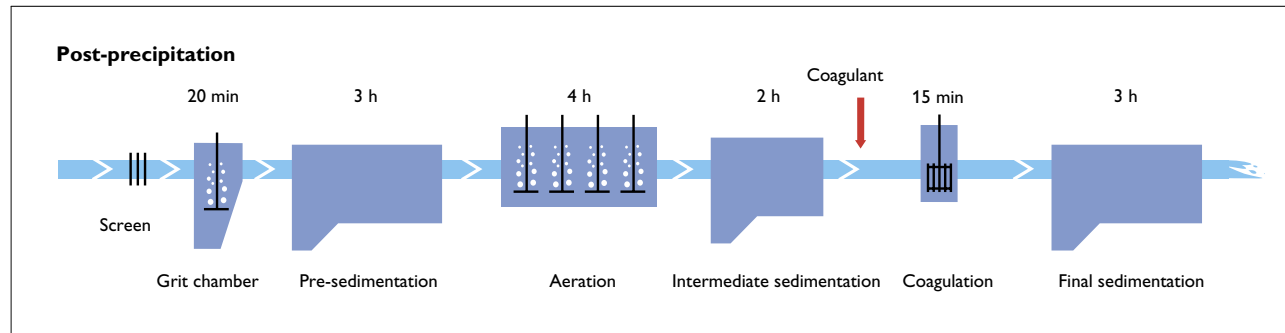 Post-precipitation
Coagulant
20 min
3 h
4 h
2 h
15 min
3 h
Screen
Grit chamber
Pre-sedimentation
Aeration
Intermediate sedimentation
Coagulation
Final sedimentation